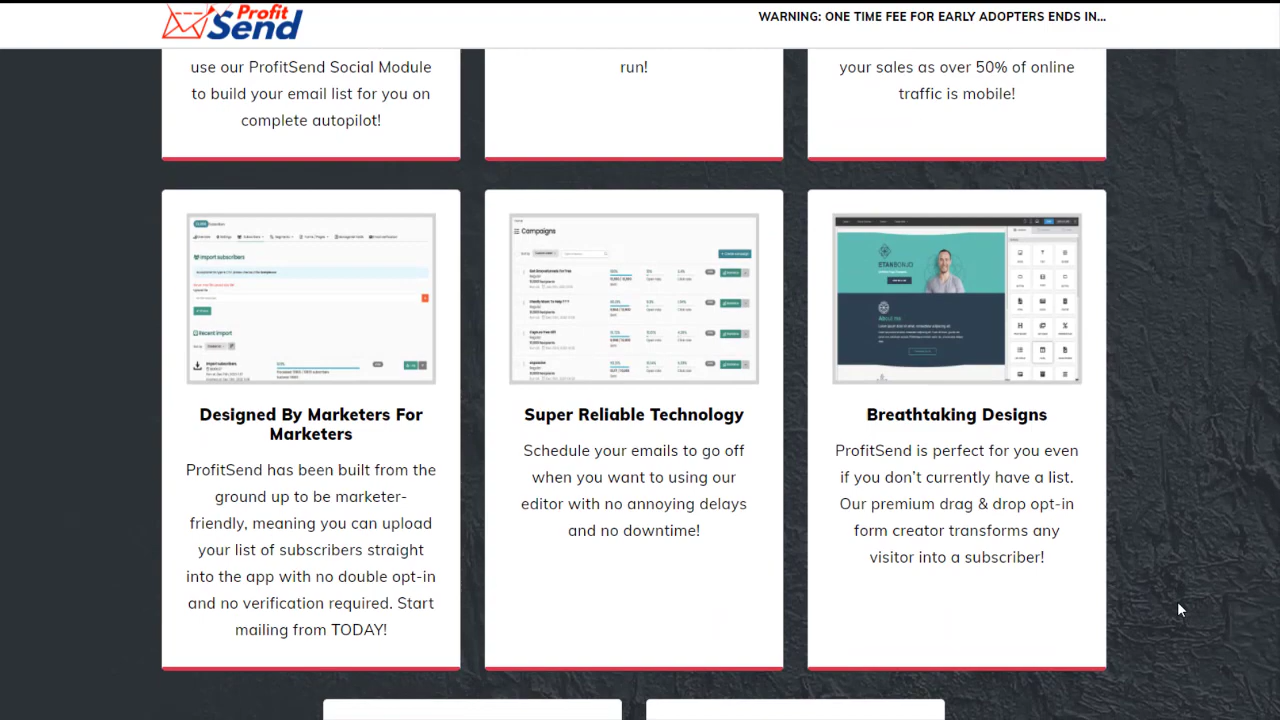 Profit
Send
WARNING: ONE TIME FEE FOR EARLY ADOPTERS ENDS IN...
use our ProfitSend Social Module
to build your email list for you on
complete autopilot!
run!
your sales as over 50% of online
traffic is mobile!
Import subscribers
Recent import
Designed By Marketers For
Marketers
ProfitSend has been built from the
ground up to be marketer-
friendly, meaning you can upload
your list of subscribers straight
into the app with no double opt-in
and no verification required. Start
mailing from TODAY!
Campaigns
Super Reliable Technology
Schedule your emails to go off
when you want to using our
editor with no annoying delays
and no downtime!
About me
Breathtaking Designs
ProfitSend is perfect for you even
if you don't currently have a list.
Our premium drag & drop opt-in
form creator transforms any
visitor into a subscriber!